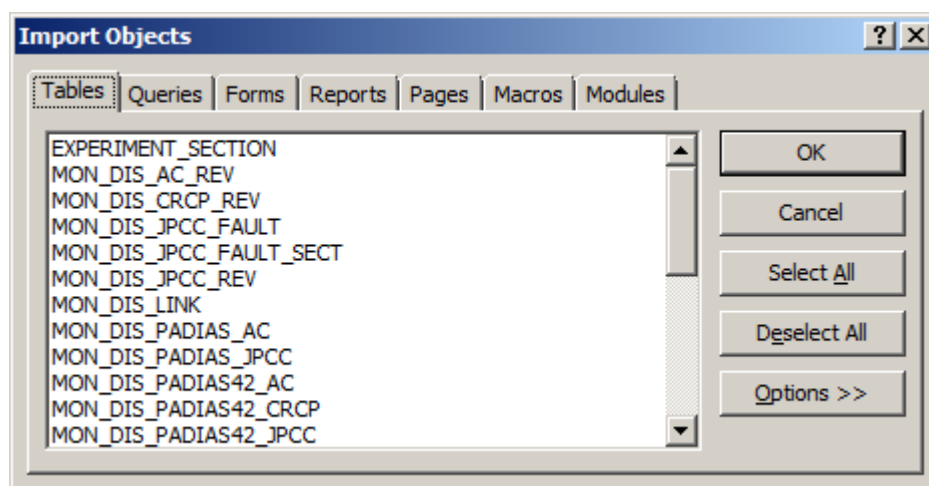 Import Objects
Tables Queries Forms Reports Pages Macros Modules
EXPERIMENT_SECTION
MON_DIS_AC_REV
MON_DIS_CRCP_REV
MON_DIS_JPCC_FAULT
MON_DIS_JPCC_FAULT_SECT
MON_DIS_JPCC_REV
MON_DIS_LINK
MON_DIS_PADIAS_AC
MON_DIS_PADIAS_JPCC
MON_DIS_PADIAS42_AC
MON_DIS_PADIAS42_CRCP
MON_DIS_PADIAS42_JPCC
OK
Cancel
Select All
Deselect All
Options >>